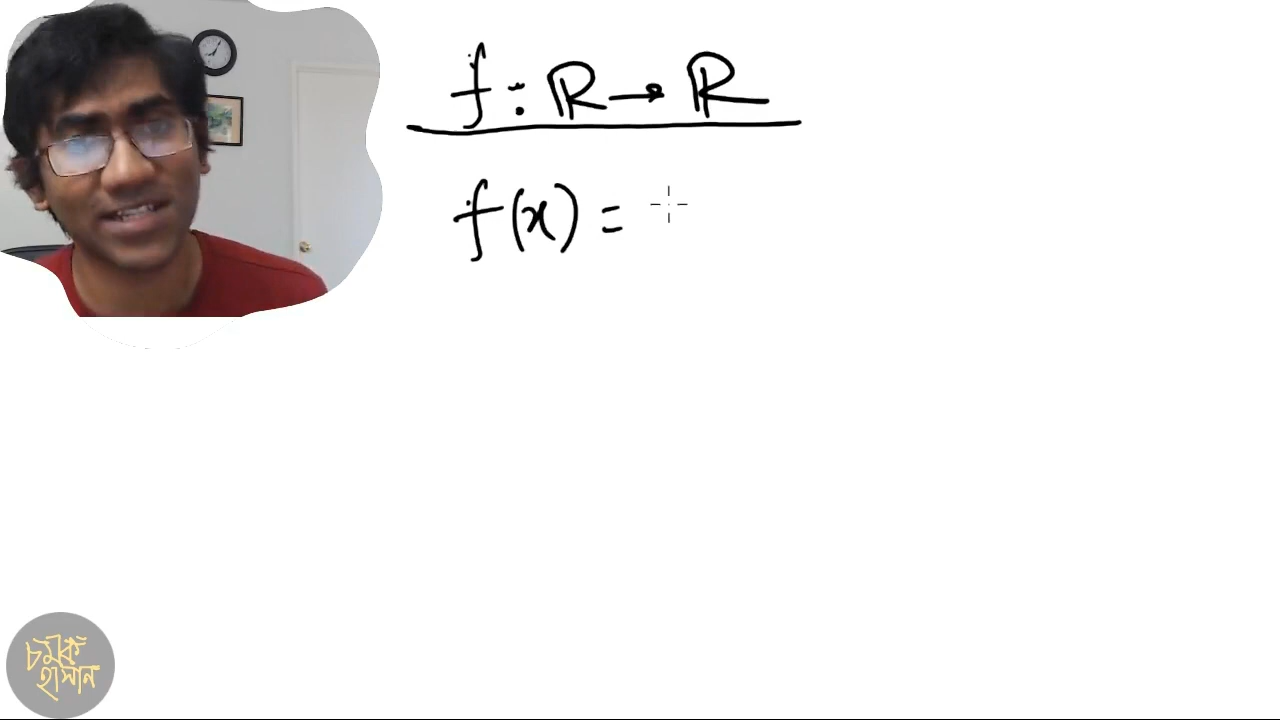 f : ℝ → ℝ
f(x) =
চমক
হাসান